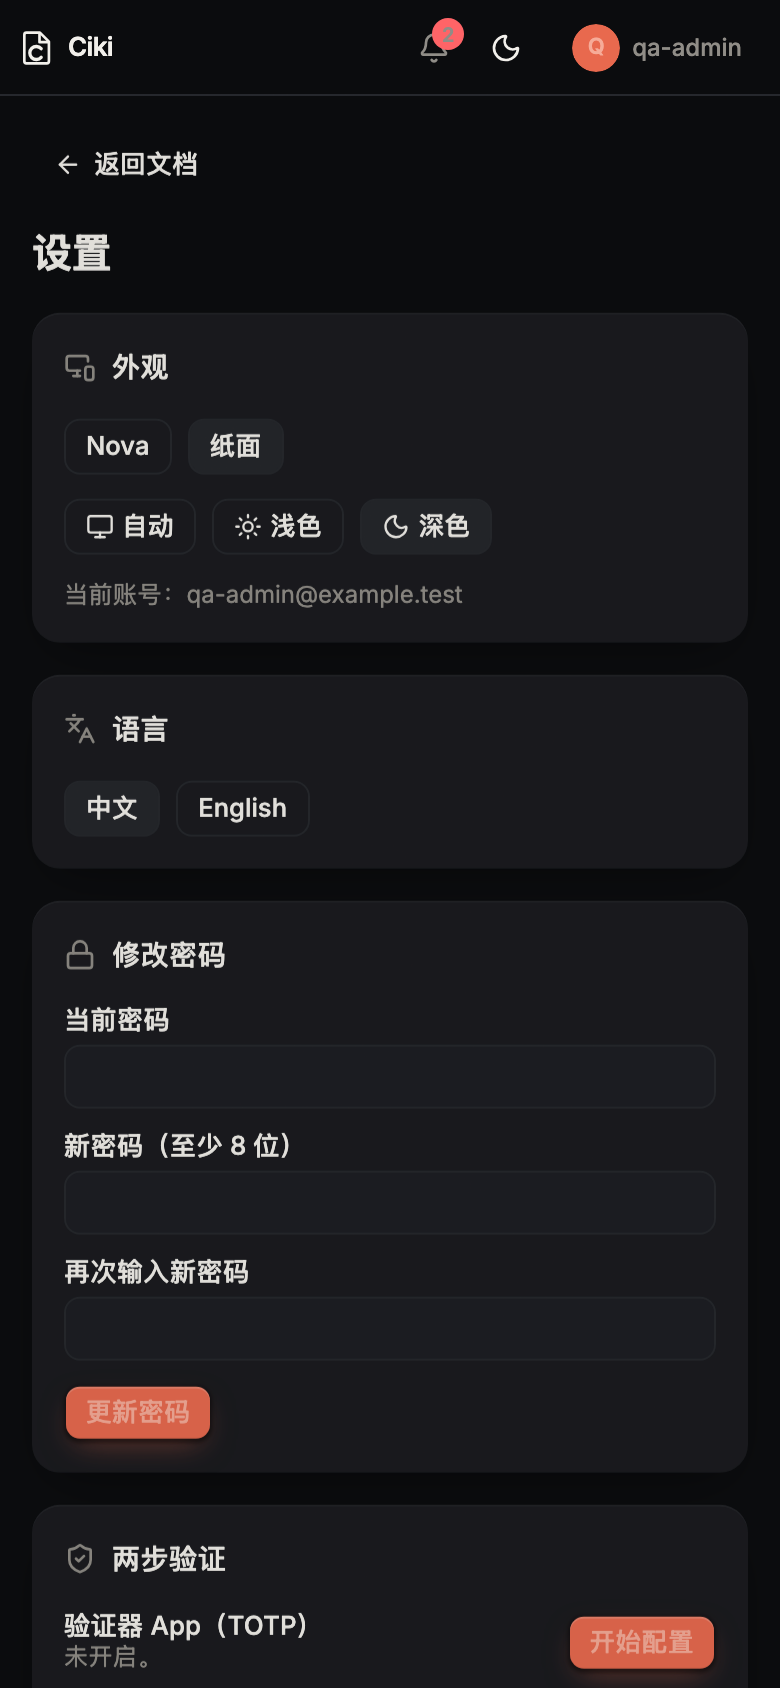 Ciki
2
Q
qa-admin
返回文档
设置
外观
Nova
纸面
自动
浅色
深色
当前账号：qa-admin@example.test
语言
中文
English
修改密码
当前密码
新密码（至少 8 位）
再次输入新密码
更新密码
两步验证
验证器 App（TOTP）
未开启。
开始配置